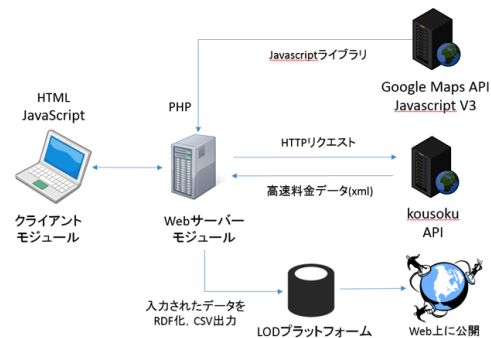 Javascriptライブラリ
Google Maps API
Javascript V3
HTML
JavaScript
PHP
HTTPリクエスト
高速料金データ(xml)
kousoku
API
クライアント
モジュール
Webサーバー
モジュール
入力されたデータを
RDF化，CSV出力
LODプラットフォーム
Web上に公開